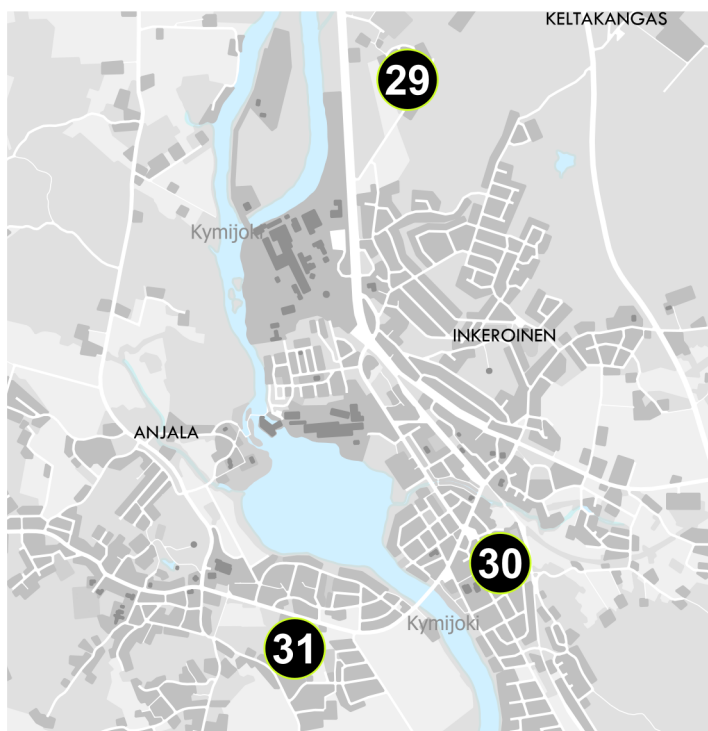 KELTAKANGAS
29
Kymijoki
INKEROINEN
ANJALA
30
Kymijoki
31